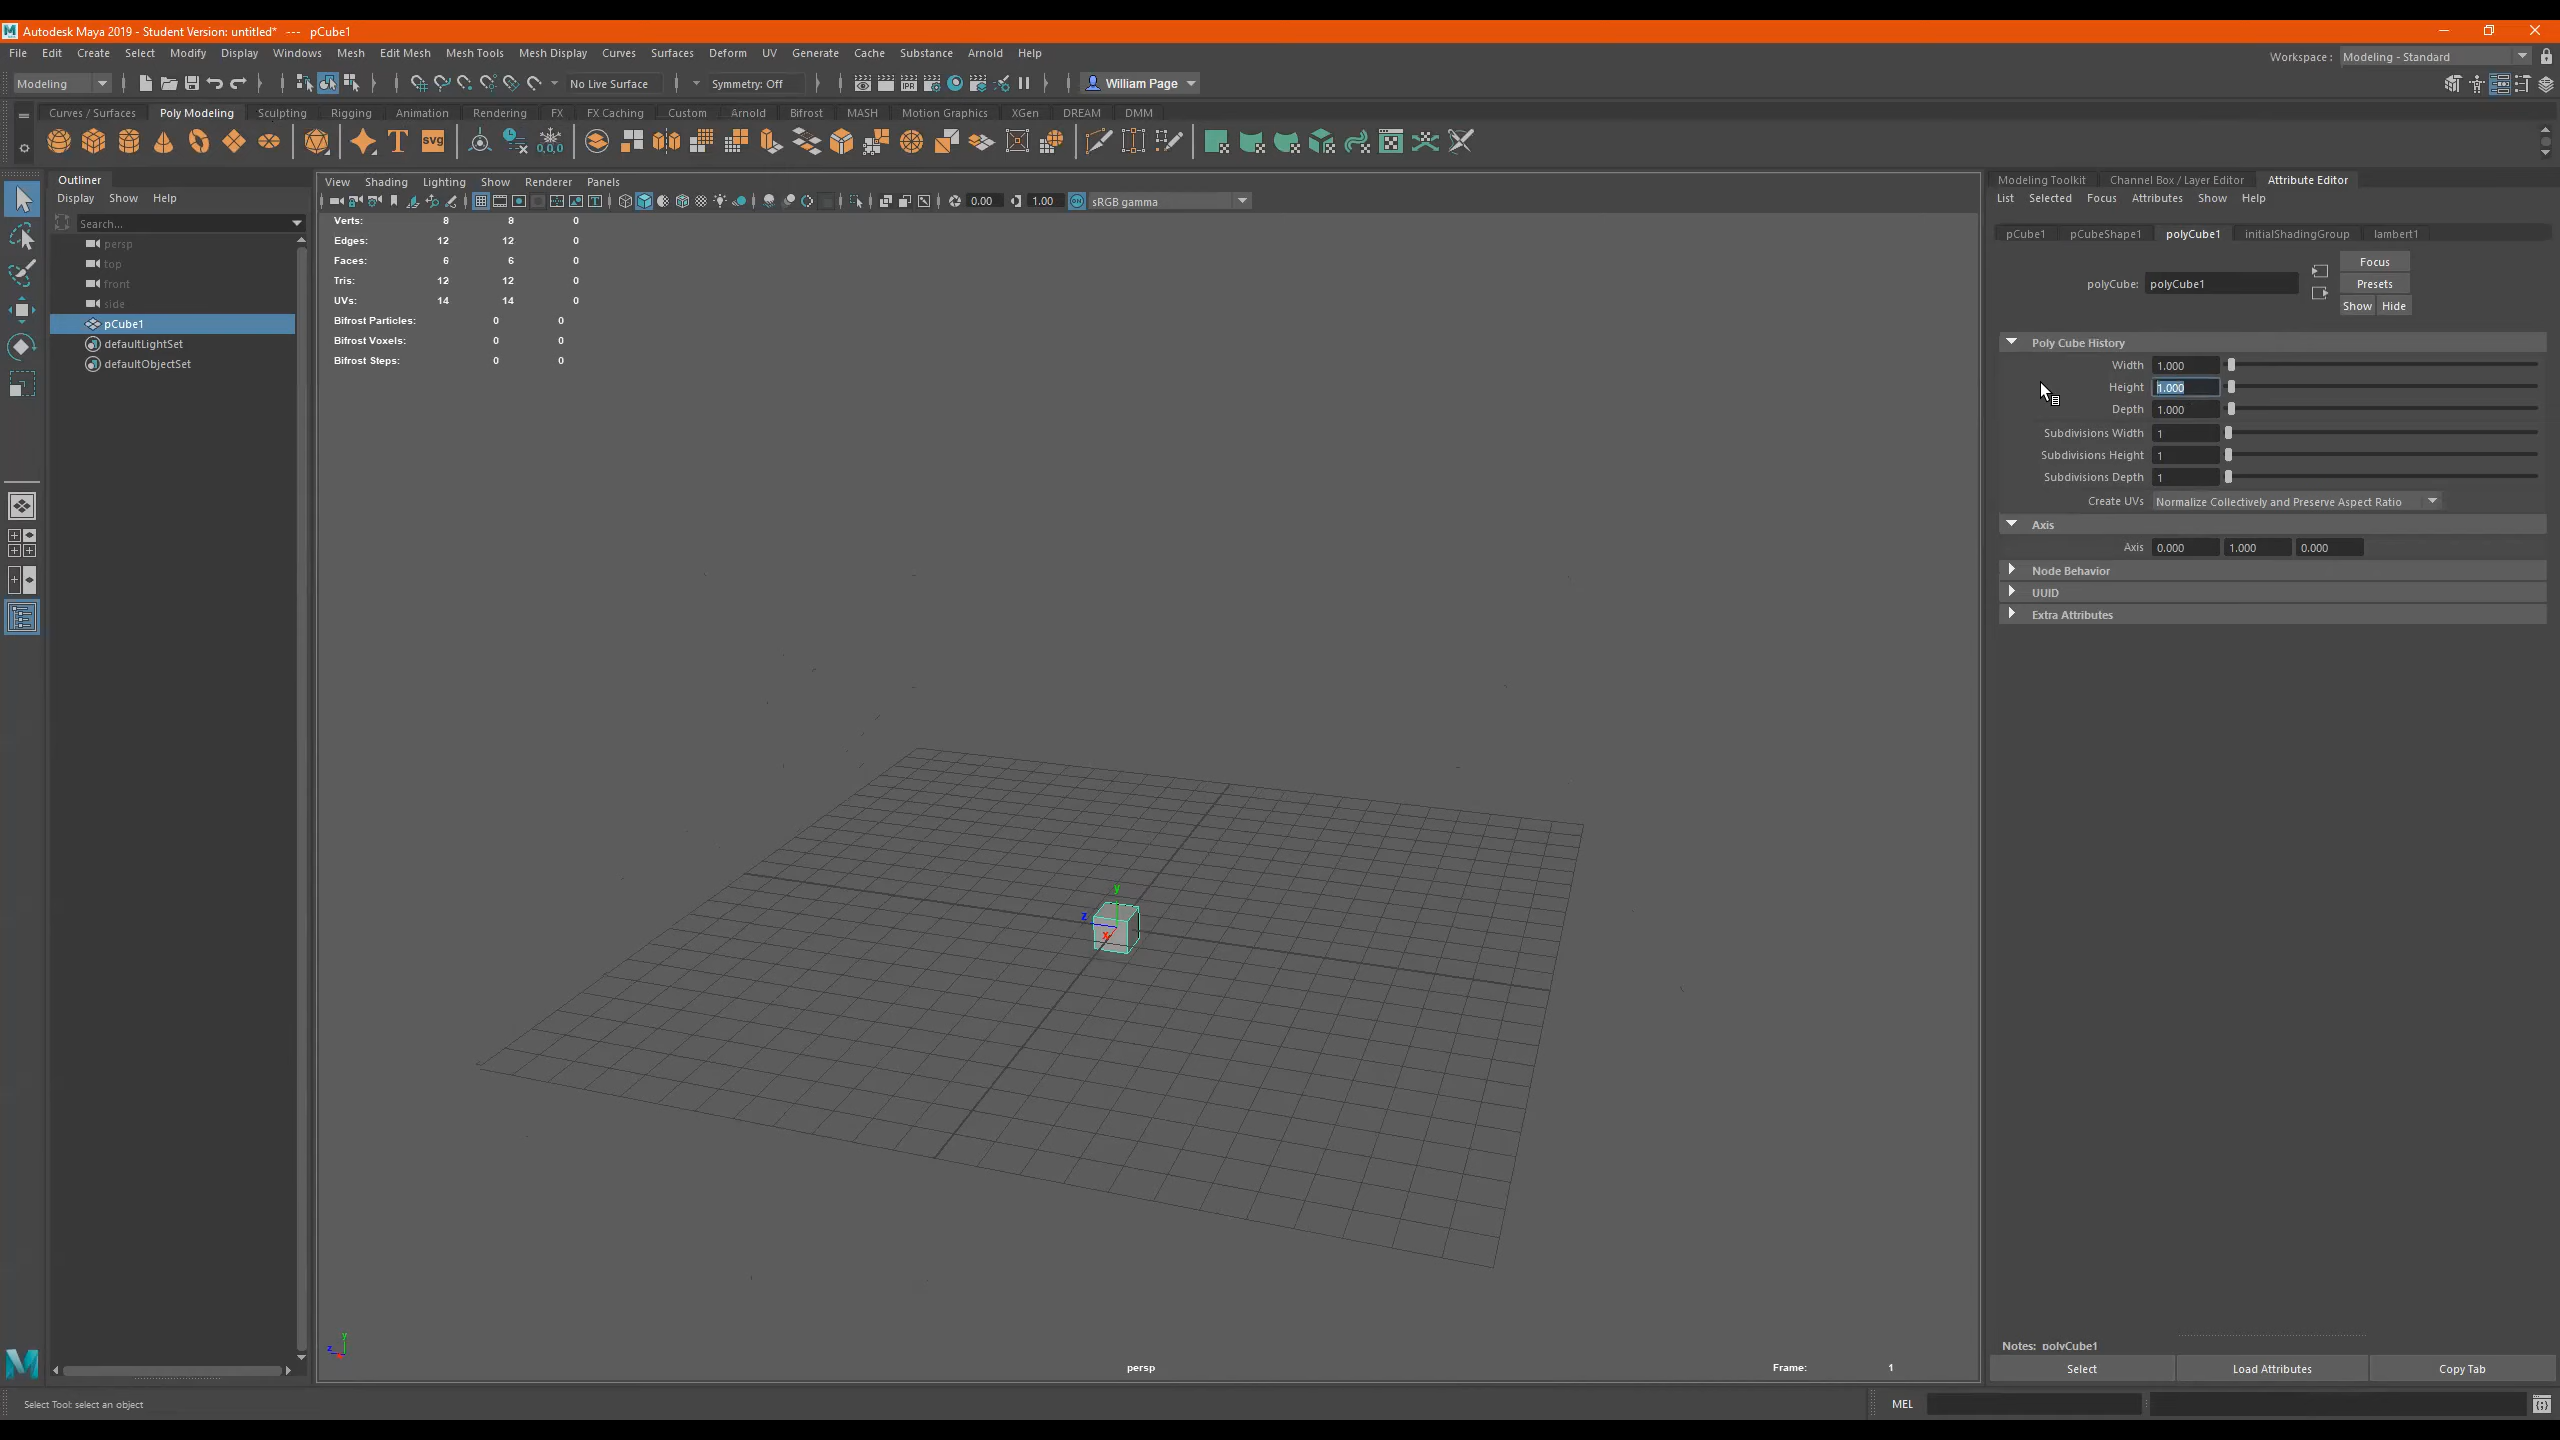 Autodesk Maya 2019 - Student Version: untitled* --- pCube1
File Edit Create Select Modify Display Windows Mesh Edit Mesh Mesh Tools Mesh Display Curves Surfaces Deform UV Generate Cache Substance Arnold Help
Workspace : Modeling - Standard
Modeling No Live Surface Symmetry: Off William Page
Curves / Surfaces Poly Modeling Sculpting Rigging Animation Rendering FX FX Caching Custom Arnold Bifrost MASH Motion Graphics XGen DREAM DMM
T SVG 0,0,0
Outliner
Display Show Help
Search...
persp
top
front
side
pCube1
defaultLightSet
defaultObjectSet
View Shading Lighting Show Renderer Panels
0.00 1.00 ON sRGB gamma
Verts: 8 8 0
Edges: 12 12 0
Faces: 6 6 0
Tris: 12 12 0
UVs: 14 14 0
Bifrost Particles: 0 0
Bifrost Voxels: 0 0
Bifrost Steps: 0 0
y
z
x
y
z
persp
Frame: 1
Modeling Toolkit Channel Box / Layer Editor Attribute Editor
List Selected Focus Attributes Show Help
pCube1 pCubeShape1 polyCube1 initialShadingGroup lambert1
polyCube: polyCube1
Focus
Presets
Show Hide
Poly Cube History
Width 1.000
Height 1.000
Depth 1.000
Subdivisions Width 1
Subdivisions Height 1
Subdivisions Depth 1
Create UVs Normalize Collectively and Preserve Aspect Ratio
Axis
Axis 0.000 1.000 0.000
Node Behavior
UUID
Extra Attributes
Notes: polyCube1
Select Load Attributes Copy Tab
Select Tool: select an object
MEL